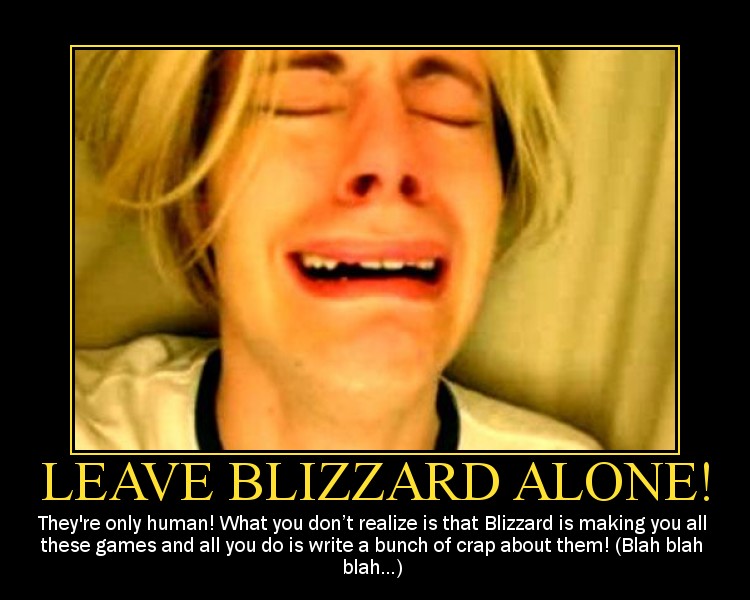 LEAVE BLIZZARD ALONE!
They're only human! What you don’t realize is that Blizzard is making you all
these games and all you do is write a bunch of crap about them! (Blah blah
blah...)